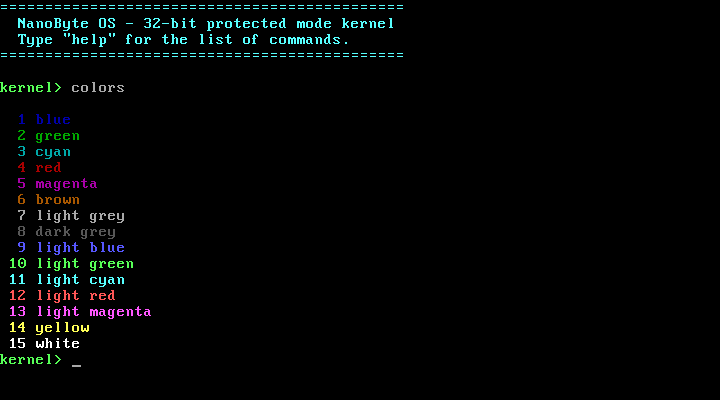 =============================================
NanoByte OS - 32-bit protected mode kernel
Type "help" for the list of commands.
=============================================
kernel> colors
1 blue
2 green
3 cyan
4 red
5 magenta
6 brown
7 light grey
8 dark grey
9 light blue
10 light green
11 light cyan
12 light red
13 light magenta
14 yellow
15 white
kernel> _